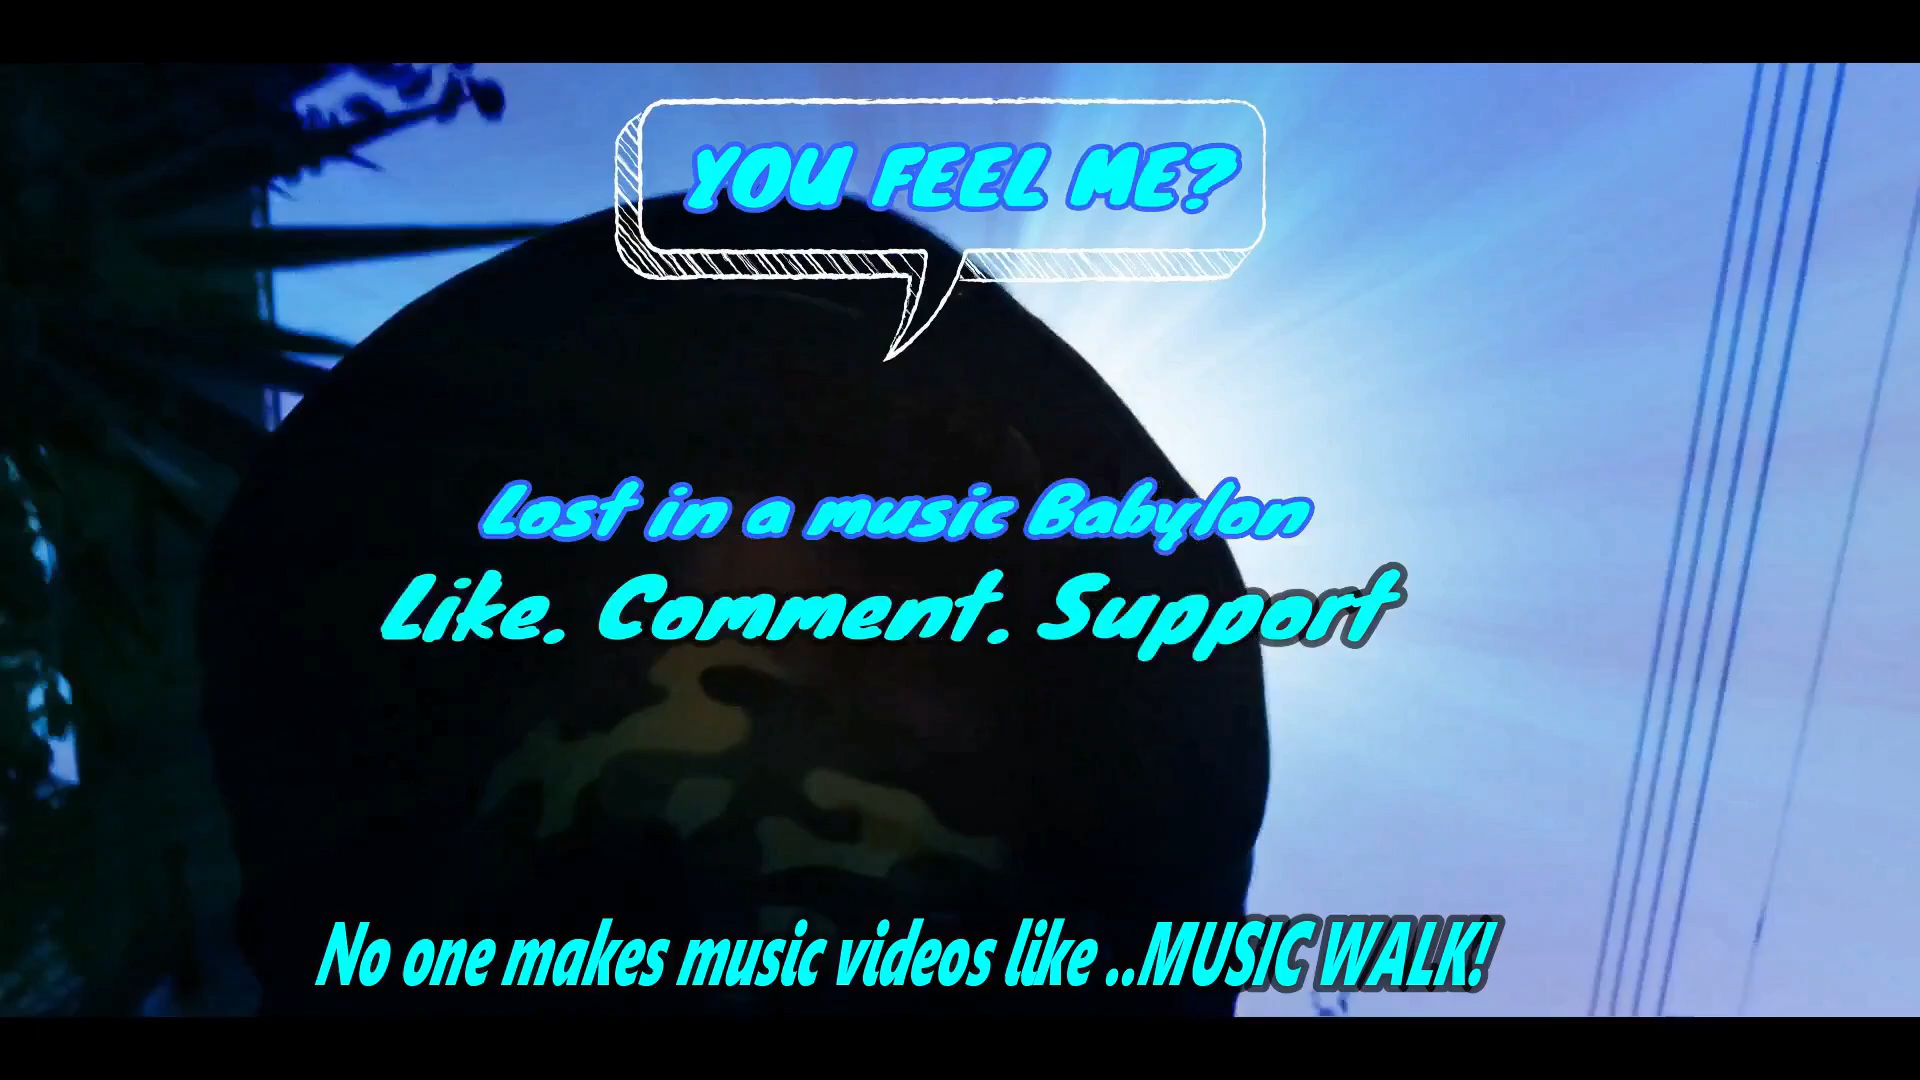 YOU FEEL ME?
Lost in a music Babylon
Like. Comment. Support
No one makes music videos like ..MUSIC WALK!